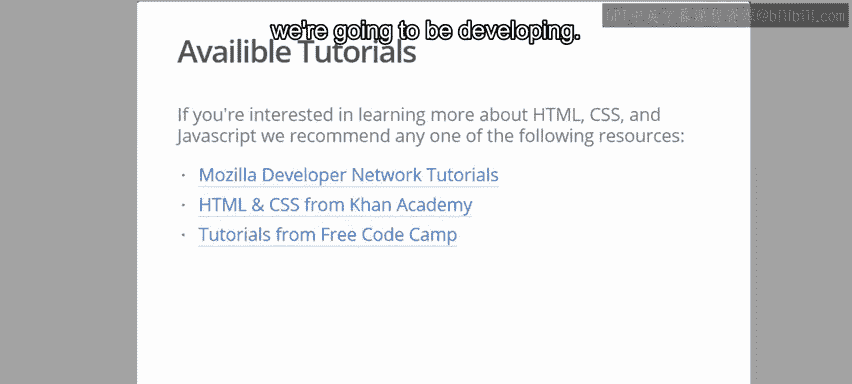 we're going to be developing.
Availible Tutorials
If you're interested in learning more about HTML, CSS, and
Javascript we recommend any one of the following resources:
· Mozilla Developer Network Tutorials
· HTML & CSS from Khan Academy
· Tutorials from Free Code Camp